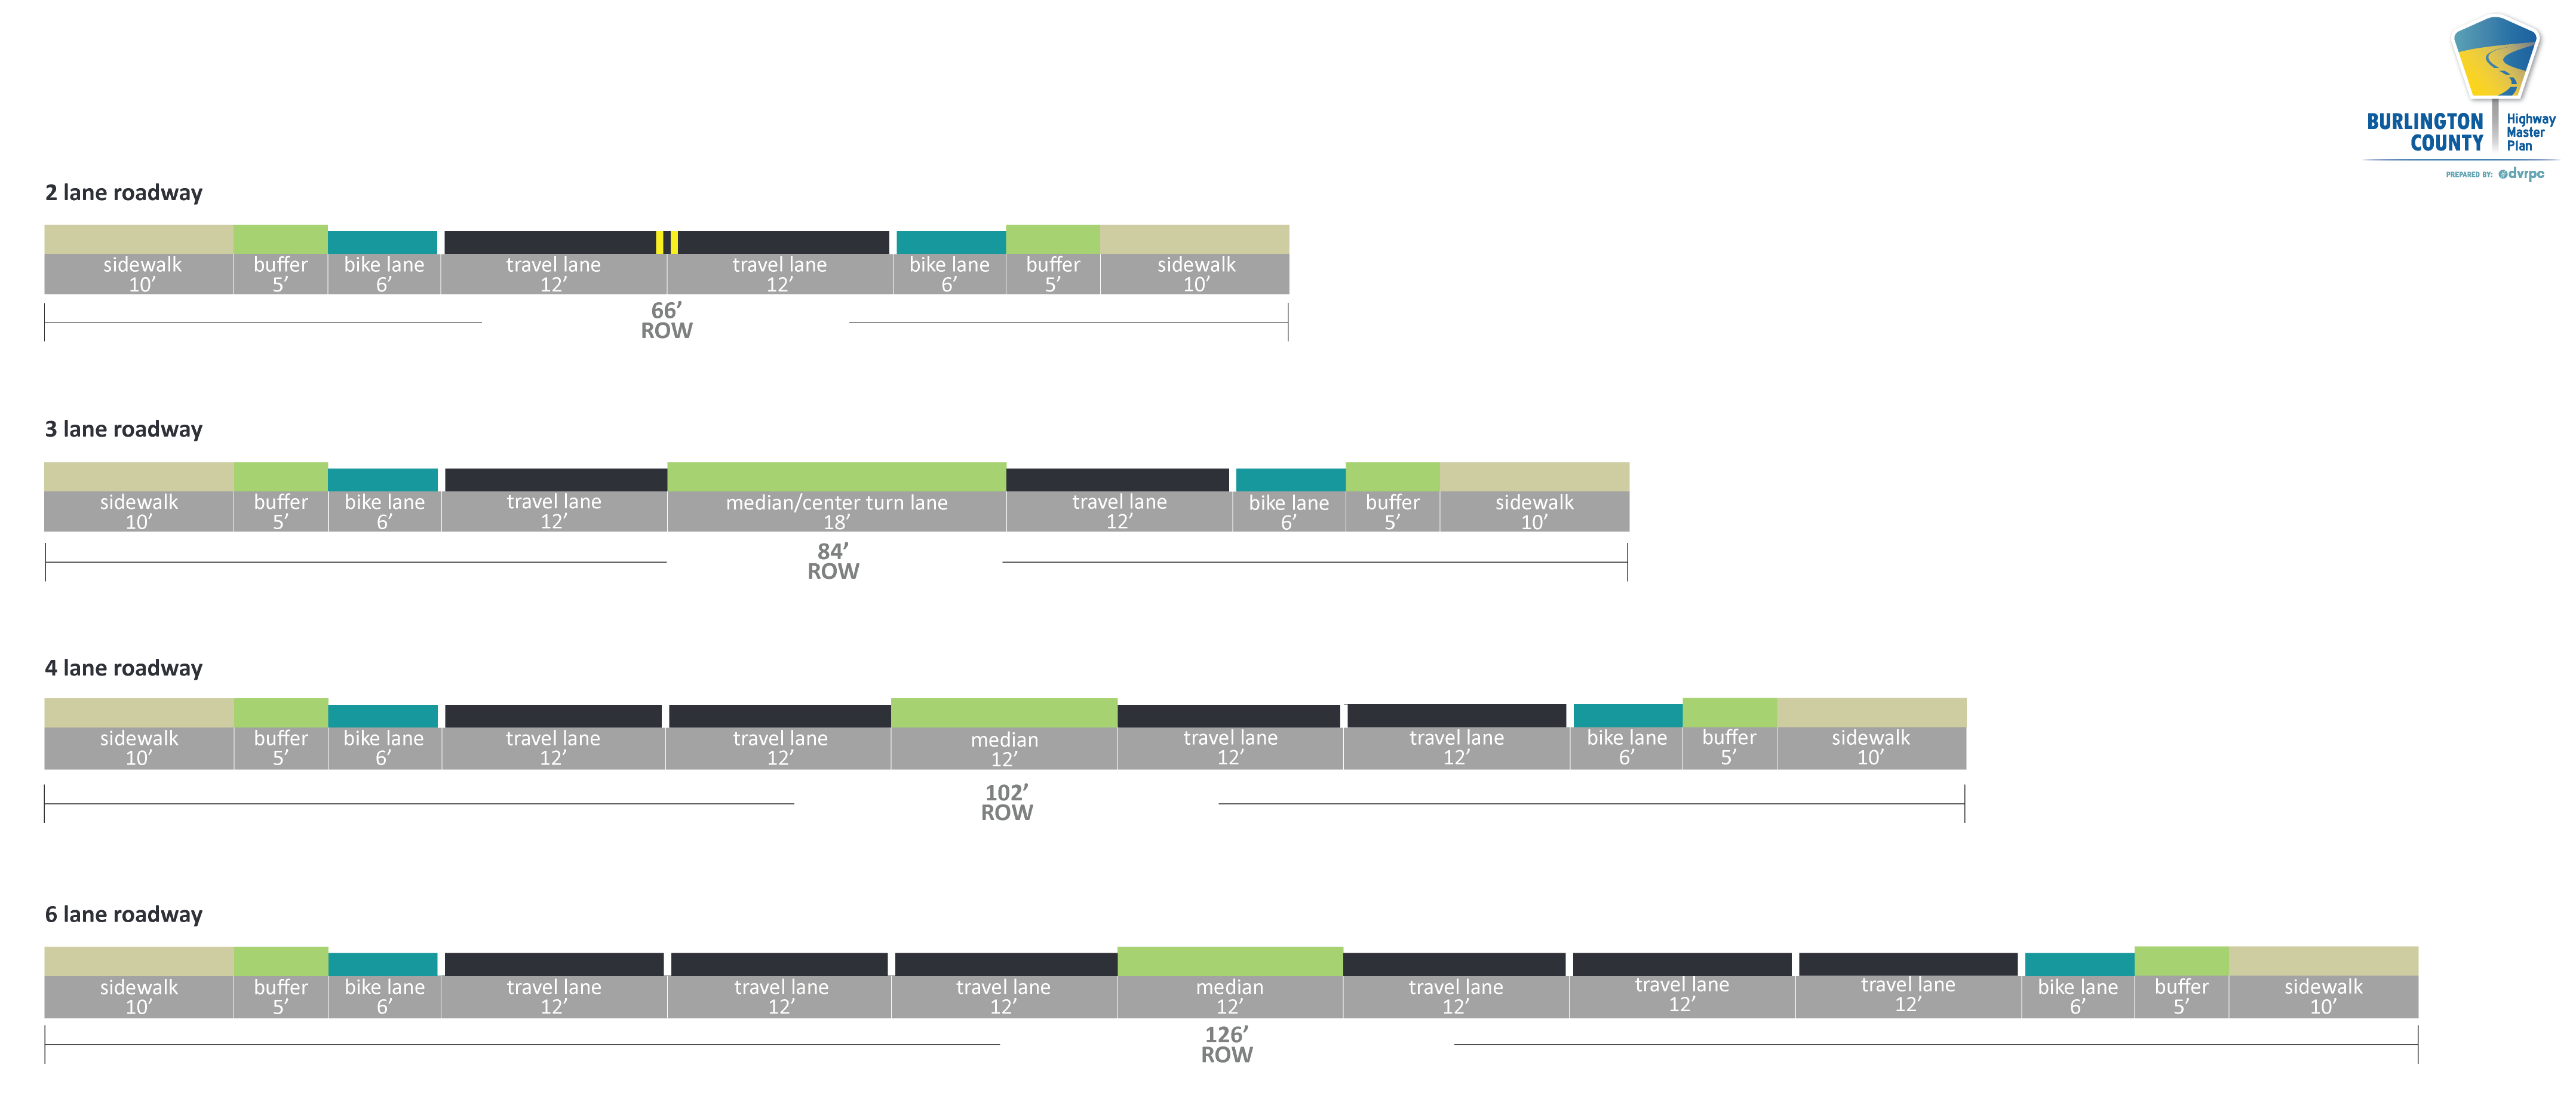 BURLINGTON
COUNTY
Highway
Master
Plan
PREPARED BY: dvrpc
2 lane roadway
sidewalk buffer bike lane travel lane travel lane bike lane buffer sidewalk
10’ 5’ 6’ 12’ 12’ 6’ 5’ 10’
66’
ROW
3 lane roadway
sidewalk buffer bike lane travel lane median/center turn lane travel lane bike lane buffer sidewalk
10’ 5’ 6’ 12’ 18’ 12’ 6’ 5’ 10’
84’
ROW
4 lane roadway
sidewalk buffer bike lane travel lane travel lane median travel lane travel lane bike lane buffer sidewalk
10’ 5’ 6’ 12’ 12’ 12’ 12’ 12’ 6’ 5’ 10’
102’
ROW
6 lane roadway
sidewalk buffer bike lane travel lane travel lane travel lane median travel lane travel lane travel lane bike lane buffer sidewalk
10’ 5’ 6’ 12’ 12’ 12’ 12’ 12’ 12’ 12’ 6’ 5’ 10’
126’
ROW